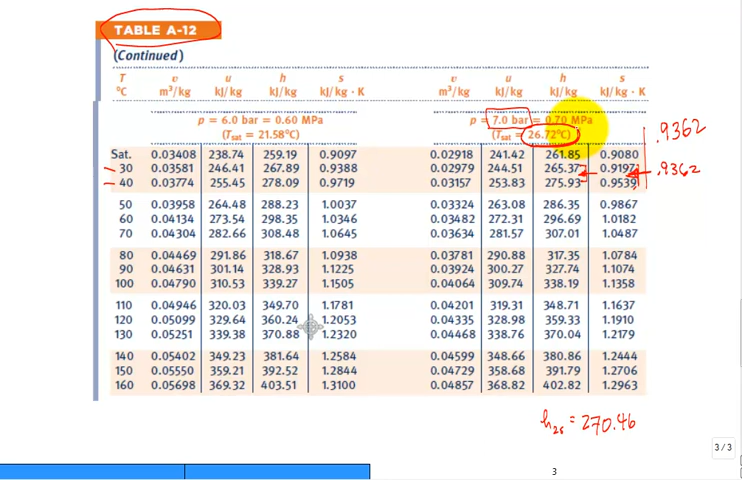 TABLE A-12
(Continued)
T v u h s v u h s
°C m³/kg kJ/kg kJ/kg kJ/kg · K m³/kg kJ/kg kJ/kg kJ/kg · K
p = 6.0 bar = 0.60 MPa p = 7.0 bar = 0.70 MPa
(Tsat = 21.58°C) (Tsat = 26.72°C)
.9362
Sat. 0.03408 238.74 259.19 0.9097 0.02918 241.42 261.85 0.9080
30 0.03581 246.41 267.89 0.9388 0.02979 244.51 265.37 0.9197 .9362
40 0.03774 255.45 278.09 0.9719 0.03157 253.83 275.93 0.9539
50 0.03958 264.48 288.23 1.0037 0.03324 263.08 286.35 0.9867
60 0.04134 273.54 298.35 1.0346 0.03482 272.31 296.69 1.0182
70 0.04304 282.66 308.48 1.0645 0.03634 281.57 307.01 1.0487
80 0.04469 291.86 318.67 1.0938 0.03781 290.88 317.35 1.0784
90 0.04631 301.14 328.93 1.1225 0.03924 300.27 327.74 1.1074
100 0.04790 310.53 339.27 1.1505 0.04064 309.74 338.19 1.1358
110 0.04946 320.03 349.70 1.1781 0.04201 319.31 348.71 1.1637
120 0.05099 329.64 360.24 1.2053 0.04335 328.98 359.33 1.1910
130 0.05251 339.38 370.88 1.2320 0.04468 338.76 370.04 1.2179
140 0.05402 349.23 381.64 1.2584 0.04599 348.66 380.86 1.2444
150 0.05550 359.21 392.52 1.2844 0.04729 358.68 391.79 1.2706
160 0.05698 369.32 403.51 1.3100 0.04857 368.82 402.82 1.2963
h2s = 270.46
3 / 3
3